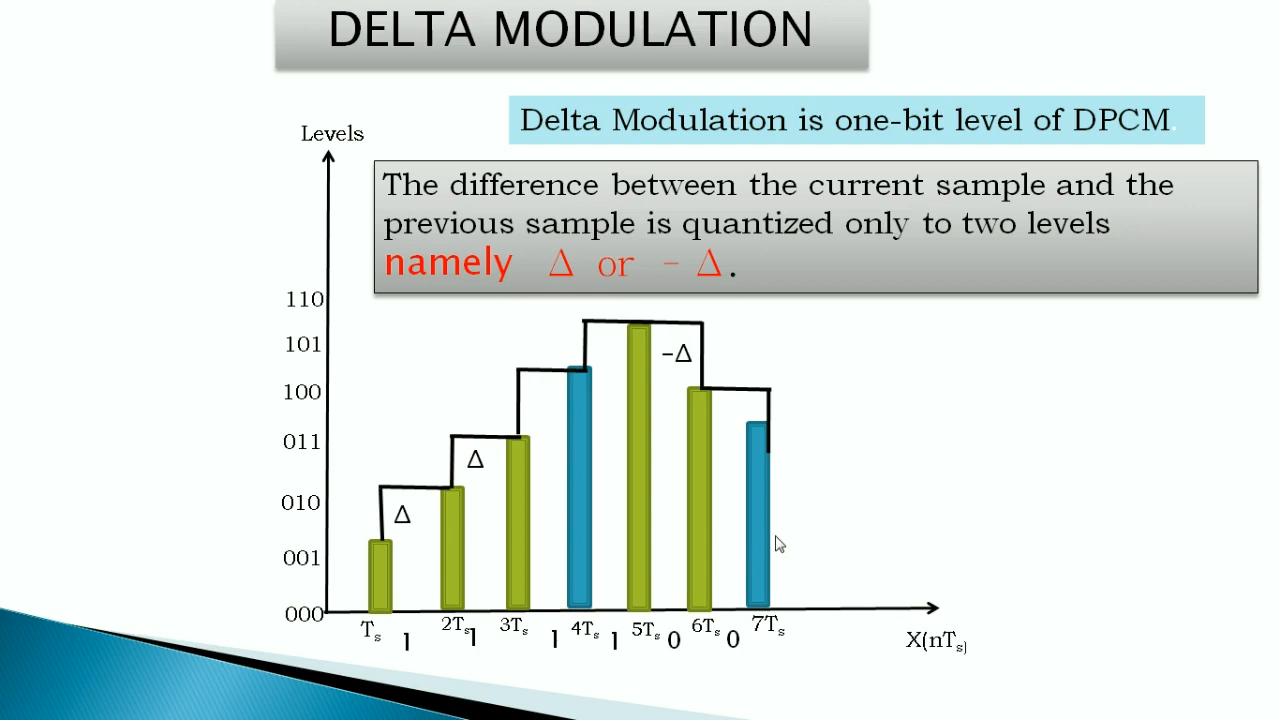 DELTA MODULATION
Delta Modulation is one-bit level of DPCM.
Levels
The difference between the current sample and the
previous sample is quantized only to two levels
namely Δ or - Δ.
110
101
100
011
010
001
000
-Δ
Δ
Δ
Ts 2Ts 3Ts 4Ts 5Ts 6Ts 7Ts
1 1 1 1 0 0
X(nTs)